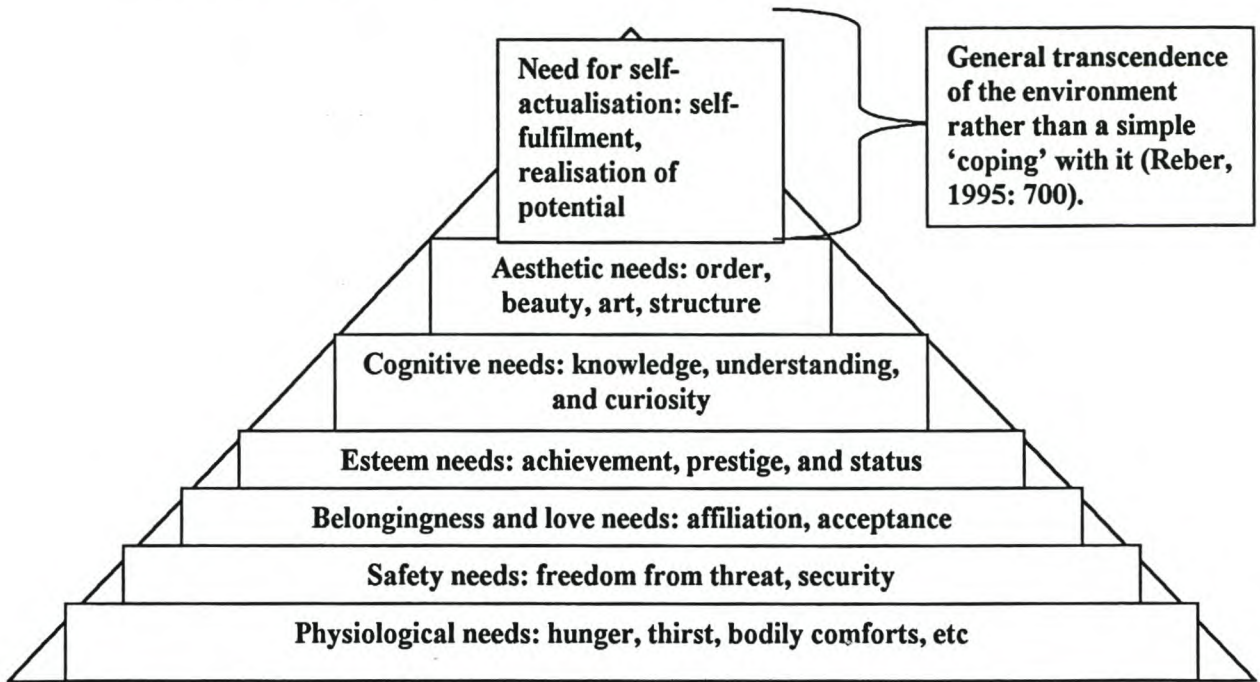 Need for self-
actualisation: self-
fulfilment,
realisation of
potential
General transcendence
of the environment
rather than a simple
‘coping’ with it (Reber,
1995: 700).
Aesthetic needs: order,
beauty, art, structure
Cognitive needs: knowledge, understanding,
and curiosity
Esteem needs: achievement, prestige, and status
Belongingness and love needs: affiliation, acceptance
Safety needs: freedom from threat, security
Physiological needs: hunger, thirst, bodily comforts, etc